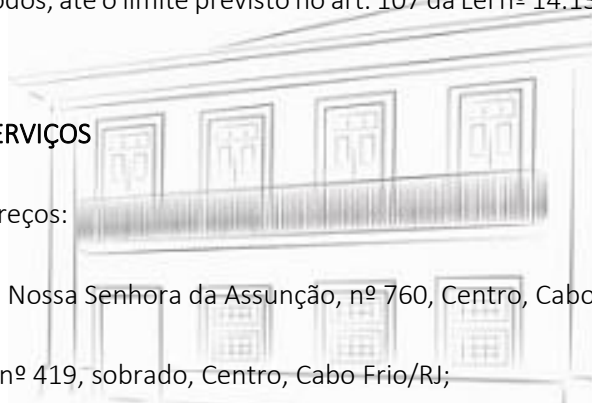 odos, até o limite previsto no art. 107 da Lei nº 14.13
ERVIÇOS
reços:
Nossa Senhora da Assunção, nº 760, Centro, Cabo
nº 419, sobrado, Centro, Cabo Frio/RJ;